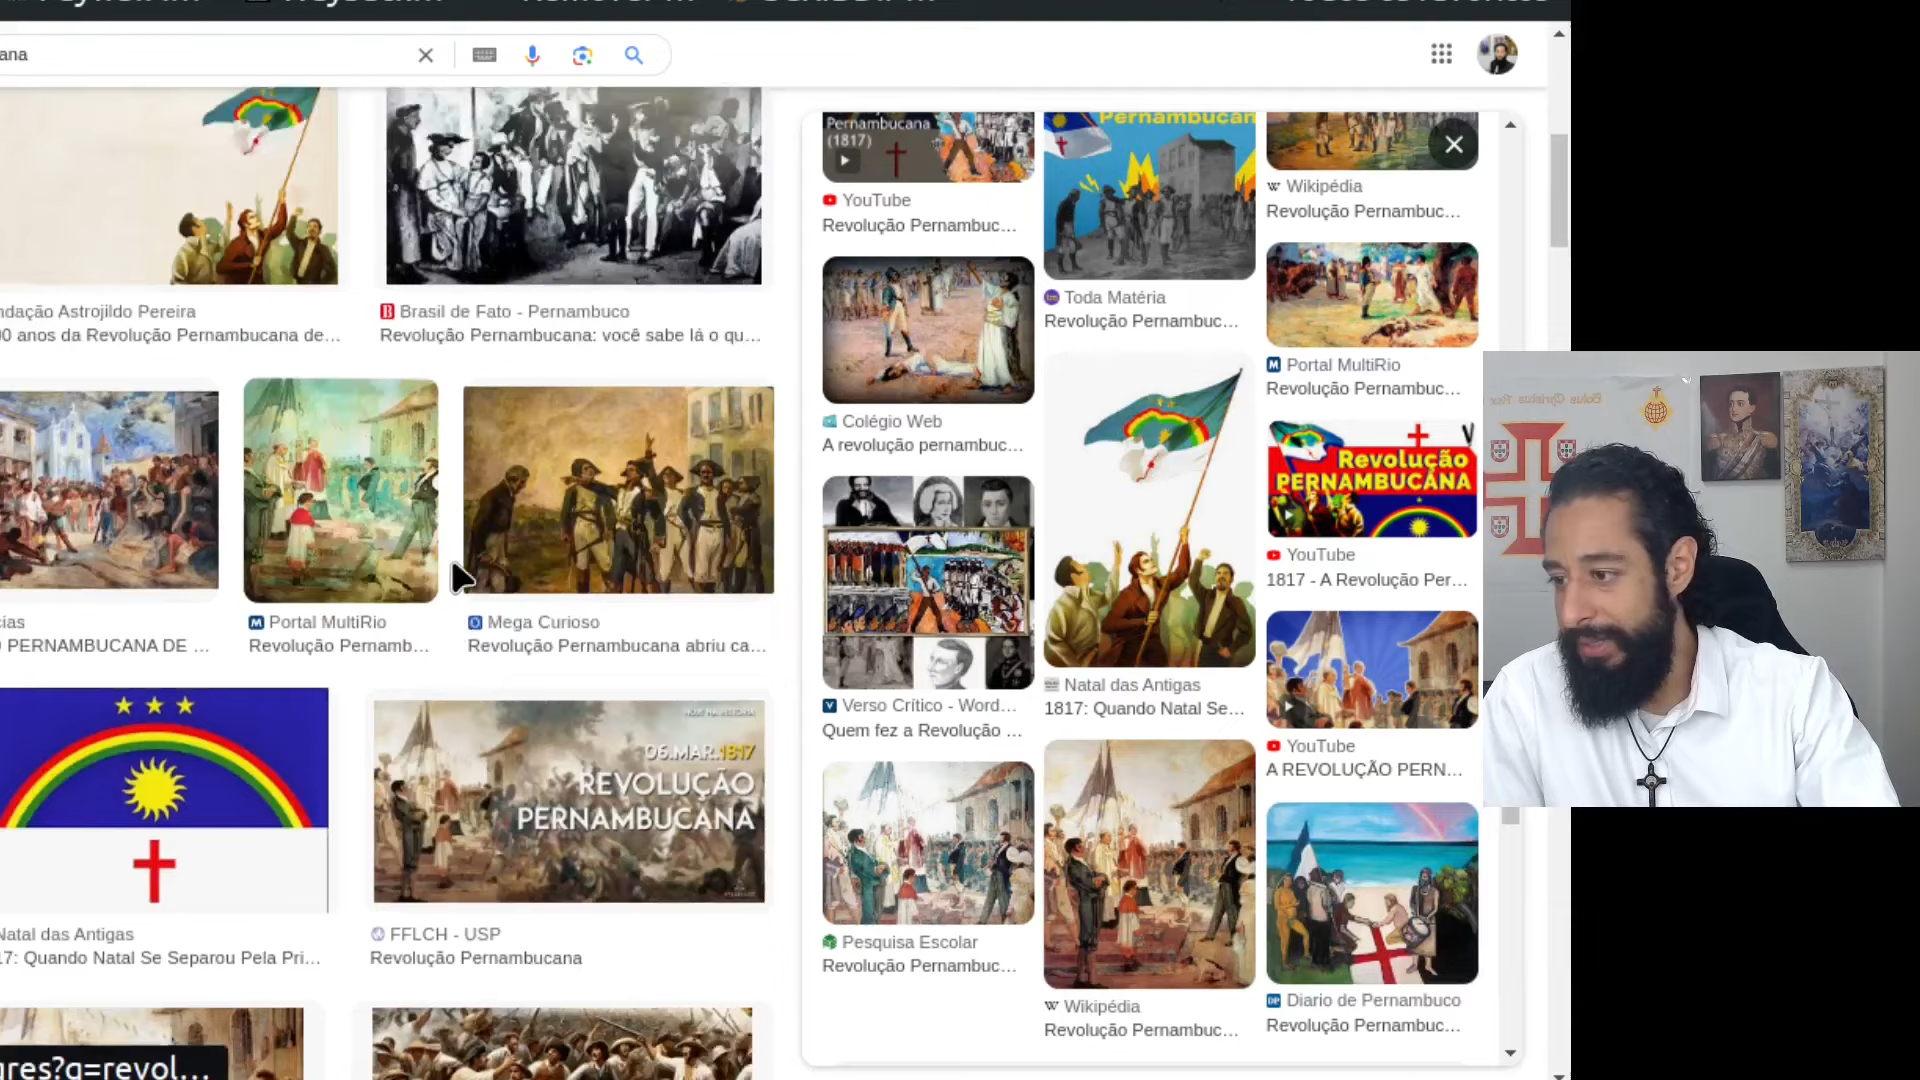 ana
ndação Astrojildo Pereira
00 anos da Revolução Pernambucana de...
Brasil de Fato - Pernambuco
Revolução Pernambucana: você sabe lá o qu...
ias
PERNAMBUCANA DE ...
Portal MultiRio
Revolução Pernamb...
Mega Curioso
Revolução Pernambucana abriu ca...
Natal das Antigas
17: Quando Natal Se Separou Pela Pri...
06.MAR.1817
REVOLUÇÃO
PERNAMBUCANA
FFLCH - USP
Revolução Pernambucana
res?q=revol...
Pernambucana
(1817)
YouTube
Revolução Pernambuc...
Colégio Web
A revolução pernambuc...
Verso Crítico - Word...
Quem fez a Revolução ...
Pesquisa Escolar
Revolução Pernambuc...
Pernambucan
Toda Matéria
Revolução Pernambuc...
Natal das Antigas
1817: Quando Natal Se...
Wikipédia
Revolução Pernambuc...
Wikipédia
Revolução Pernambuc...
Portal MultiRio
Revolução Pernambuc...
Revolução
PERNAMBUCANA
YouTube
1817 - A Revolução Per...
YouTube
A REVOLUÇÃO PERN...
Diario de Pernambuco
Revolução Pernambuc...